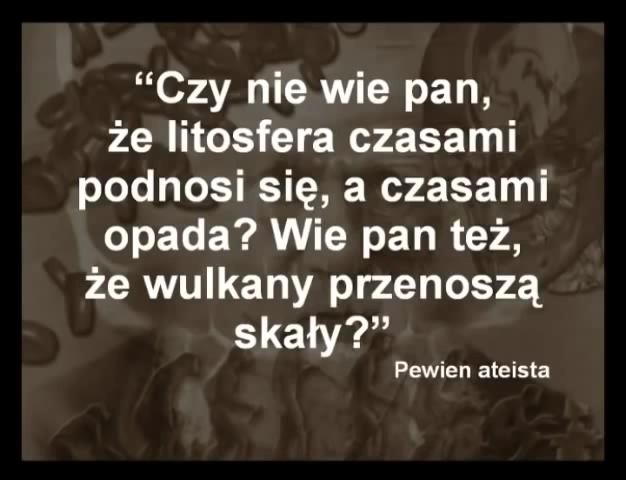 “Czy nie wie pan,
że litosfera czasami
podnosi się, a czasami
opada? Wie pan też,
że wulkany przenoszą
skały?”
Pewien ateista